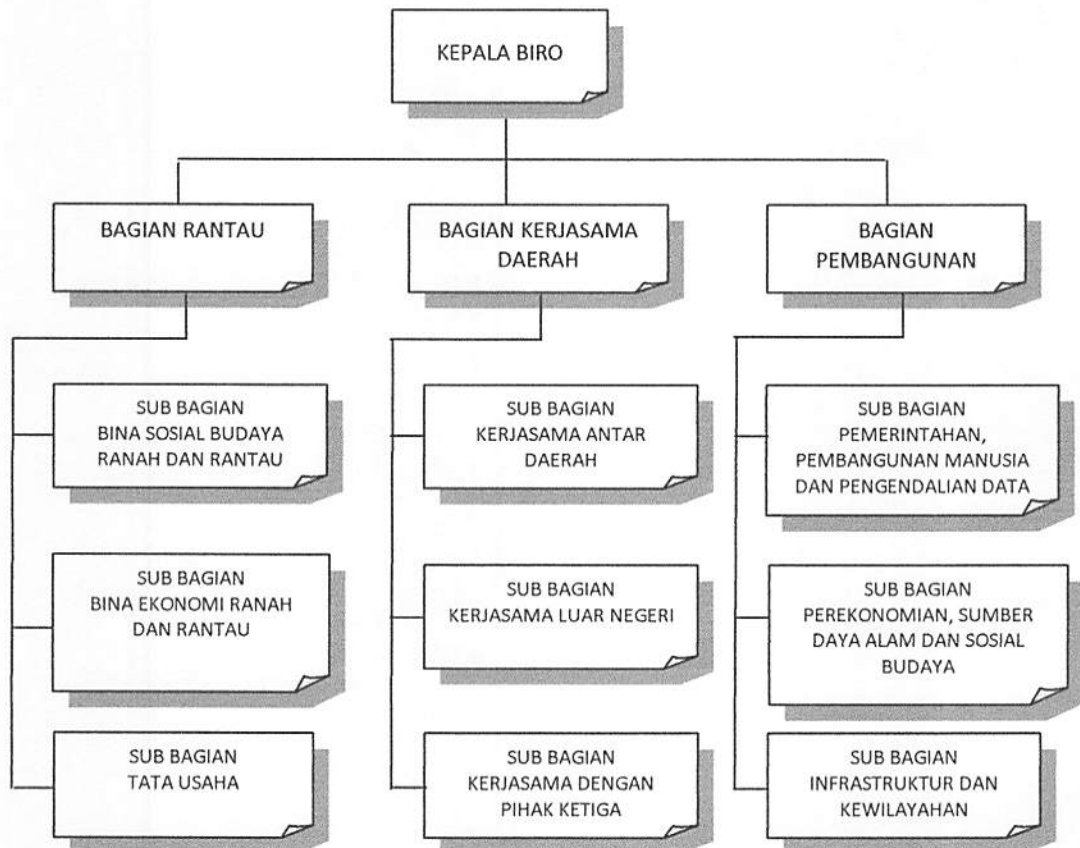 KEPALA BIRO
BAGIAN RANTAU
BAGIAN KERJASAMA
DAERAH
BAGIAN
PEMBANGUNAN
SUB BAGIAN
BINA SOSIAL BUDAYA
RANAH DAN RANTAU
SUB BAGIAN
KERJASAMA ANTAR
DAERAH
SUB BAGIAN
PEMERINTAHAN,
PEMBANGUNAN MANUSIA
DAN PENGENDALIAN DATA
SUB BAGIAN
BINA EKONOMI RANAH
DAN RANTAU
SUB BAGIAN
KERJASAMA LUAR NEGERI
SUB BAGIAN
PEREKONOMIAN, SUMBER
DAYA ALAM DAN SOSIAL
BUDAYA
SUB BAGIAN
TATA USAHA
SUB BAGIAN
KERJASAMA DENGAN
PIHAK KETIGA
SUB BAGIAN
INFRASTRUKTUR DAN
KEWILAYAHAN